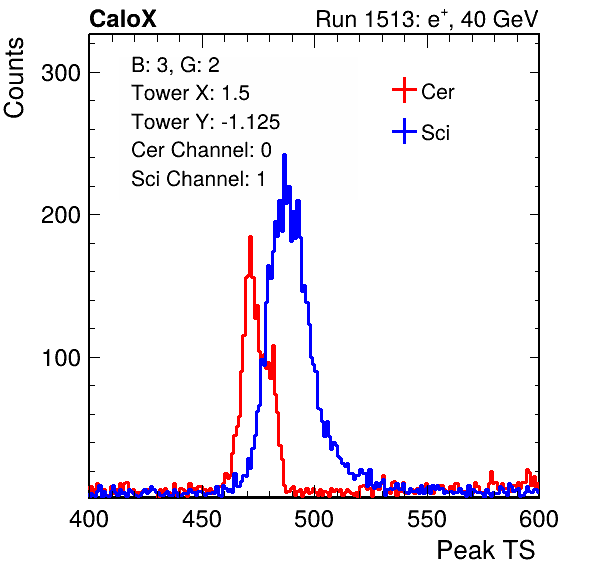 CaloX
Run 1513: e+, 40 GeV
Counts
B: 3, G: 2
Tower X: 1.5
Tower Y: -1.125
Cer Channel: 0
Sci Channel: 1
Cer
Sci
300
200
100
400
450
500
550
600
Peak TS